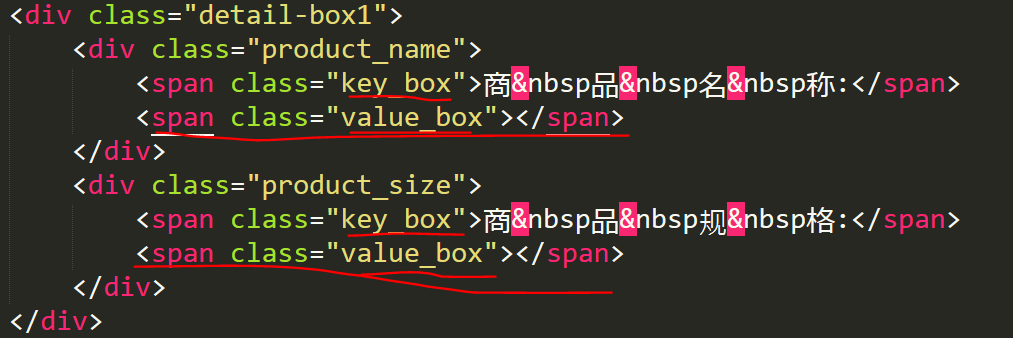 <div class="detail-box1">
<div class="product_name">
<span class="key_box">商&nbsp品&nbsp名&nbsp称:</span>
<span class="value_box"></span>
</div>
<div class="product_size">
<span class="key_box">商&nbsp品&nbsp规&nbsp格:</span>
<span class="value_box"></span>
</div>
</div>